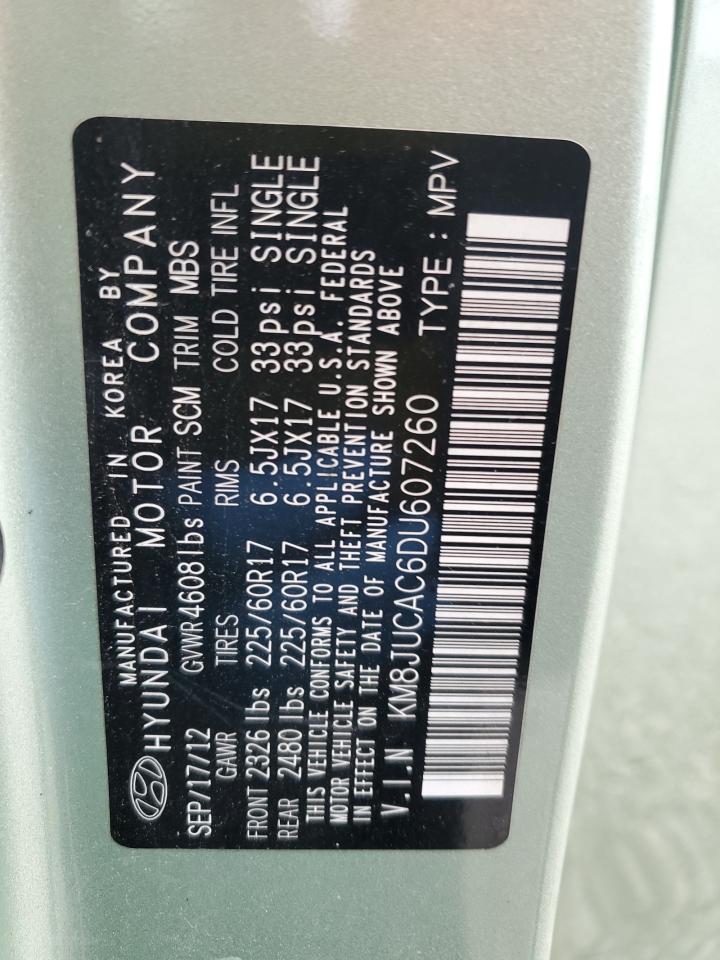 MANUFACTURED IN KOREA BY
HYUNDAI MOTOR COMPANY
SEP/17/12 GVWR4608lbs PAINT SCM TRIM MBS
GAWR TIRES RIMS COLD TIRE INFL
FRONT 2326 lbs 225/60R17 6.5JX17 33psi SINGLE
REAR 2480 lbs 225/60R17 6.5JX17 33psi SINGLE
THIS VEHICLE CONFORMS TO ALL APPLICABLE U.S.A. FEDERAL
MOTOR VEHICLE SAFETY AND THEFT PREVENTION STANDARDS
IN EFFECT ON THE DATE OF MANUFACTURE SHOWN ABOVE
V.I.N KM8JUCAC6DU607260 TYPE : MPV